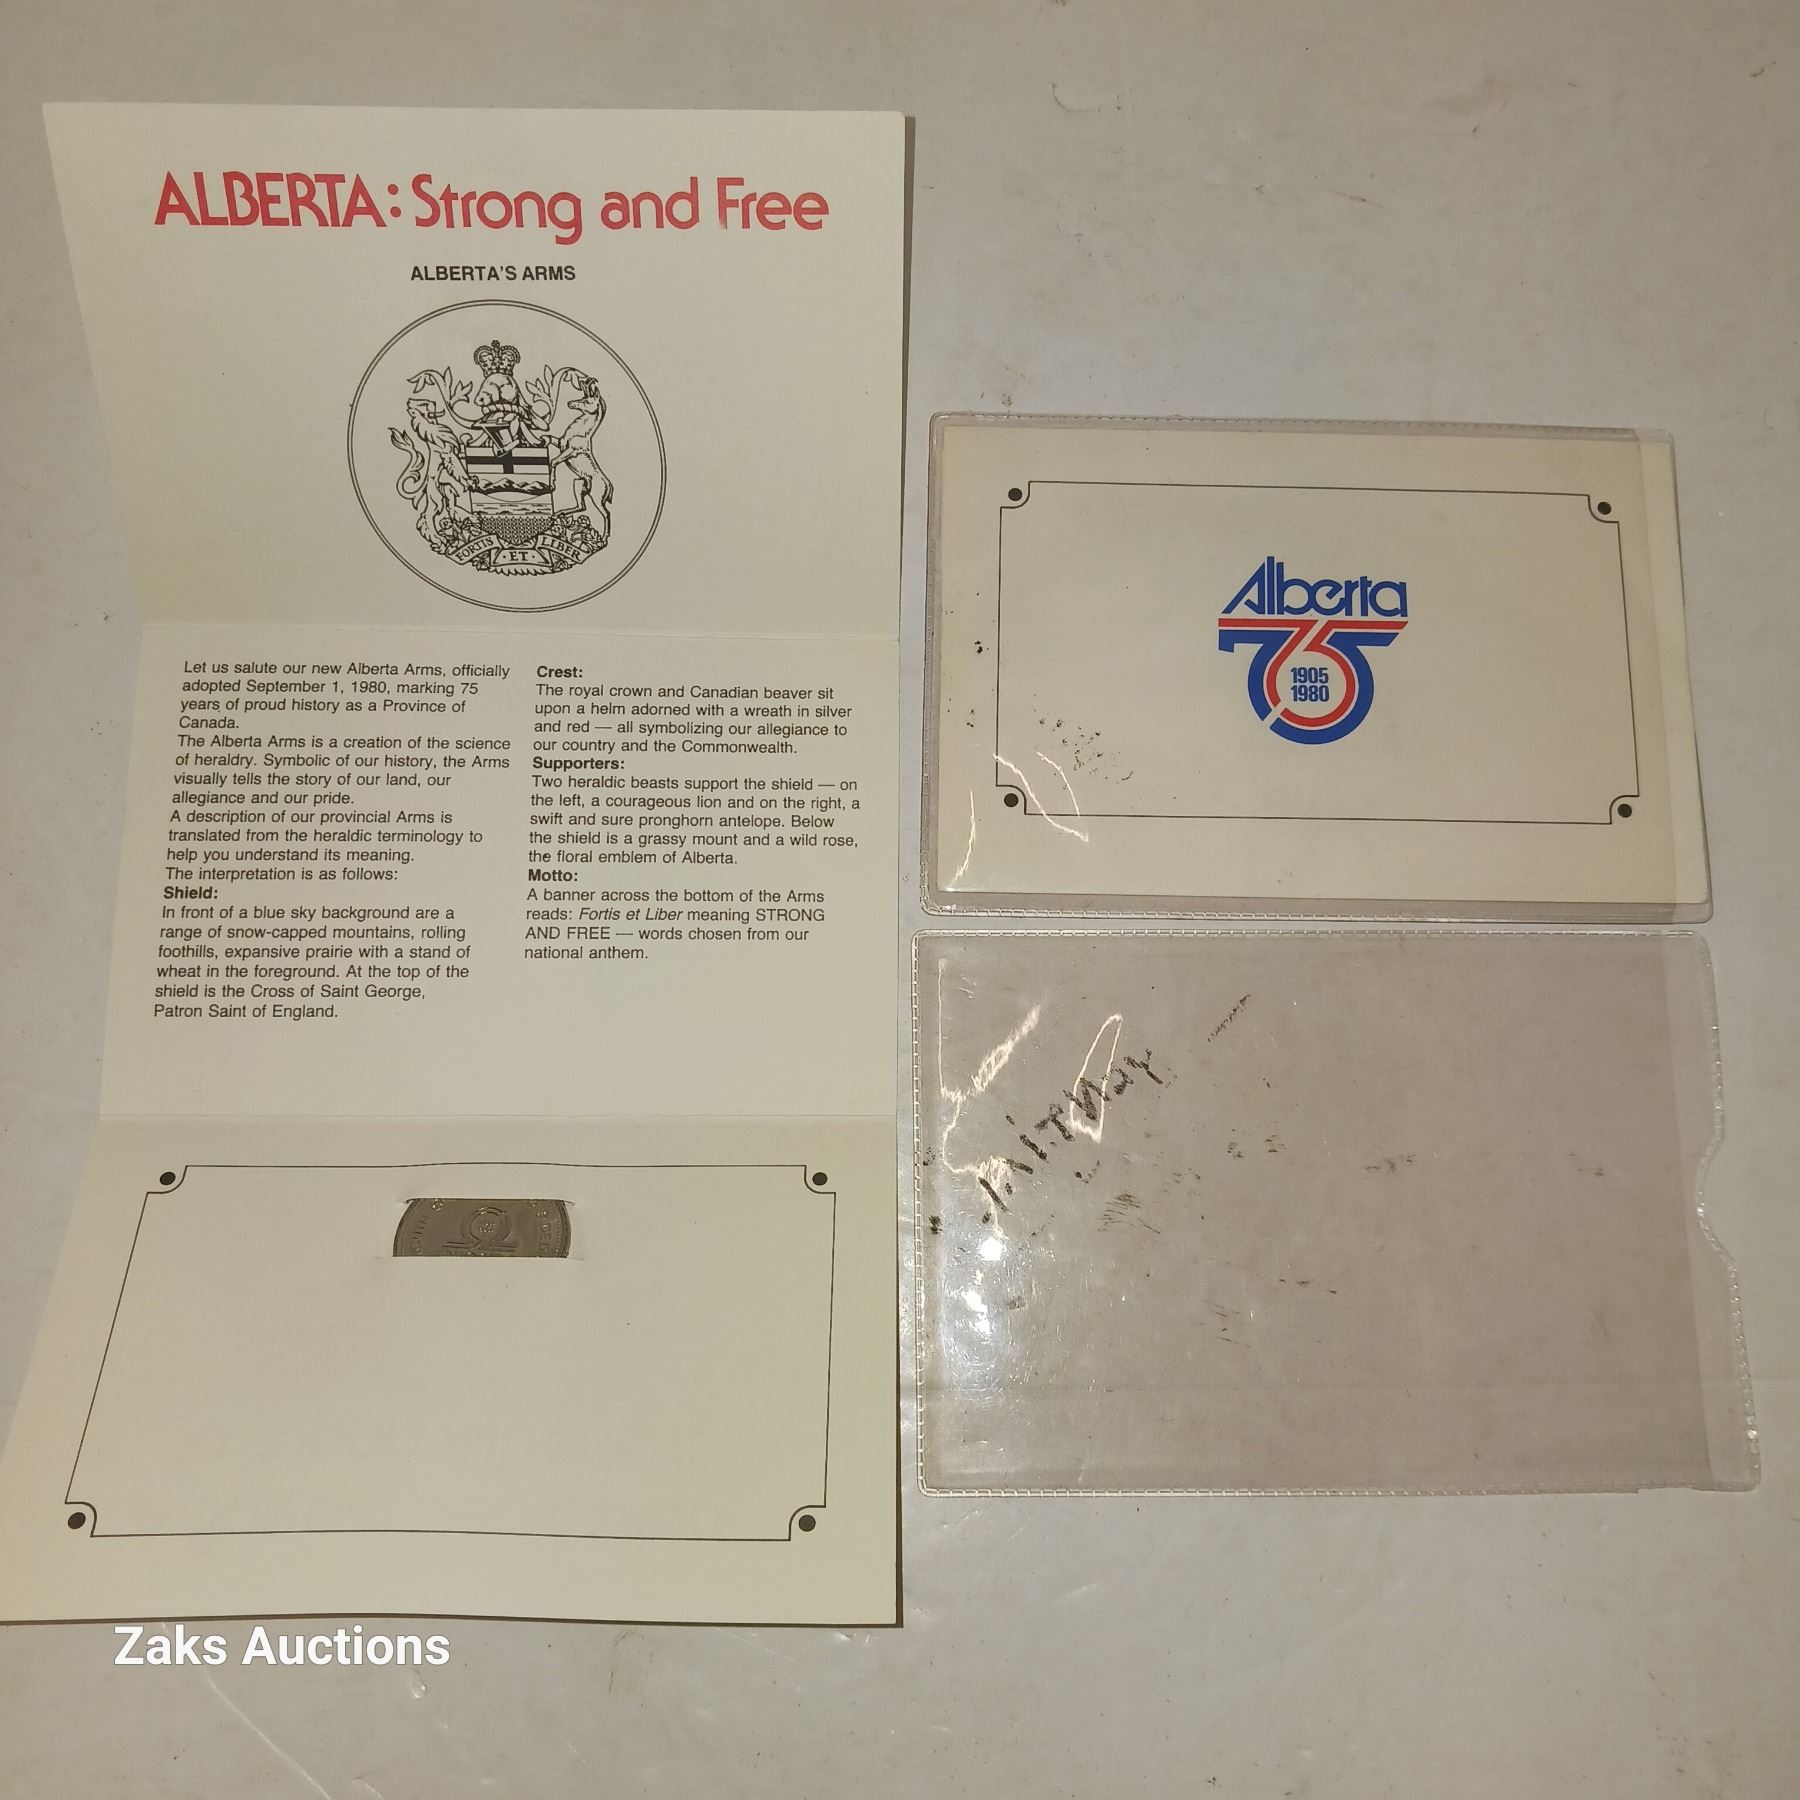 ALBERTA: Strong and Free
ALBERTA'S ARMS
FORTIS ET LIBER
Let us salute our new Alberta Arms, officially
adopted September 1, 1980, marking 75
years of proud history as a Province of
Canada.
The Alberta Arms is a creation of the science
of heraldry. Symbolic of our history, the Arms
visually tells the story of our land, our
allegiance and our pride.
A description of our provincial Arms is
translated from the heraldic terminology to
help you understand its meaning.
The interpretation is as follows:
Shield:
In front of a blue sky background are a
range of snow-capped mountains, rolling
foothills, expansive prairie with a stand of
wheat in the foreground. At the top of the
shield is the Cross of Saint George,
Patron Saint of England.
Crest:
The royal crown and Canadian beaver sit
upon a helm adorned with a wreath in silver
and red — all symbolizing our allegiance to
our country and the Commonwealth.
Supporters:
Two heraldic beasts support the shield — on
the left, a courageous lion and on the right, a
swift and sure pronghorn antelope. Below
the shield is a grassy mount and a wild rose,
the floral emblem of Alberta.
Motto:
A banner across the bottom of the Arms
reads: Fortis et Liber meaning STRONG
AND FREE — words chosen from our
national anthem.
Alberta
75
1905
1980
Zaks Auctions